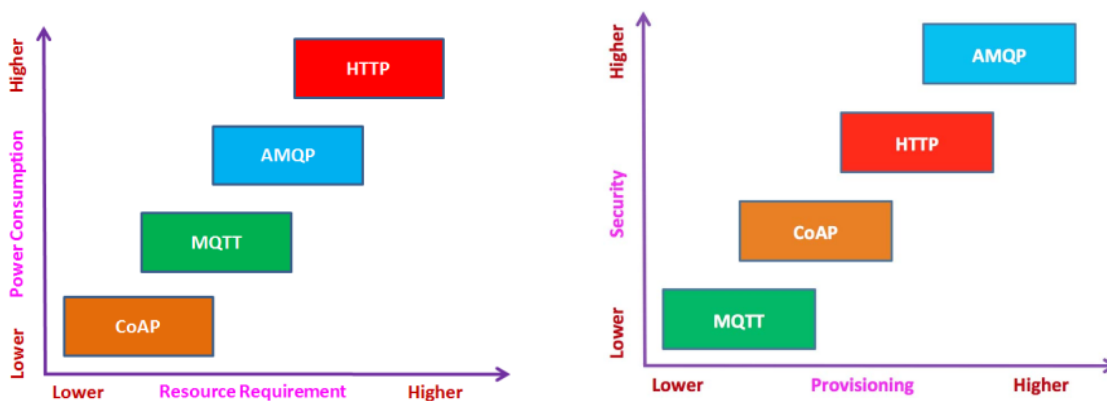 Higher
Power Consumption
Lower
HTTP
AMQP
MQTT
CoAP
Lower Resource Requirement Higher
Higher
Security
Lower
AMQP
HTTP
CoAP
MQTT
Lower Provisioning Higher